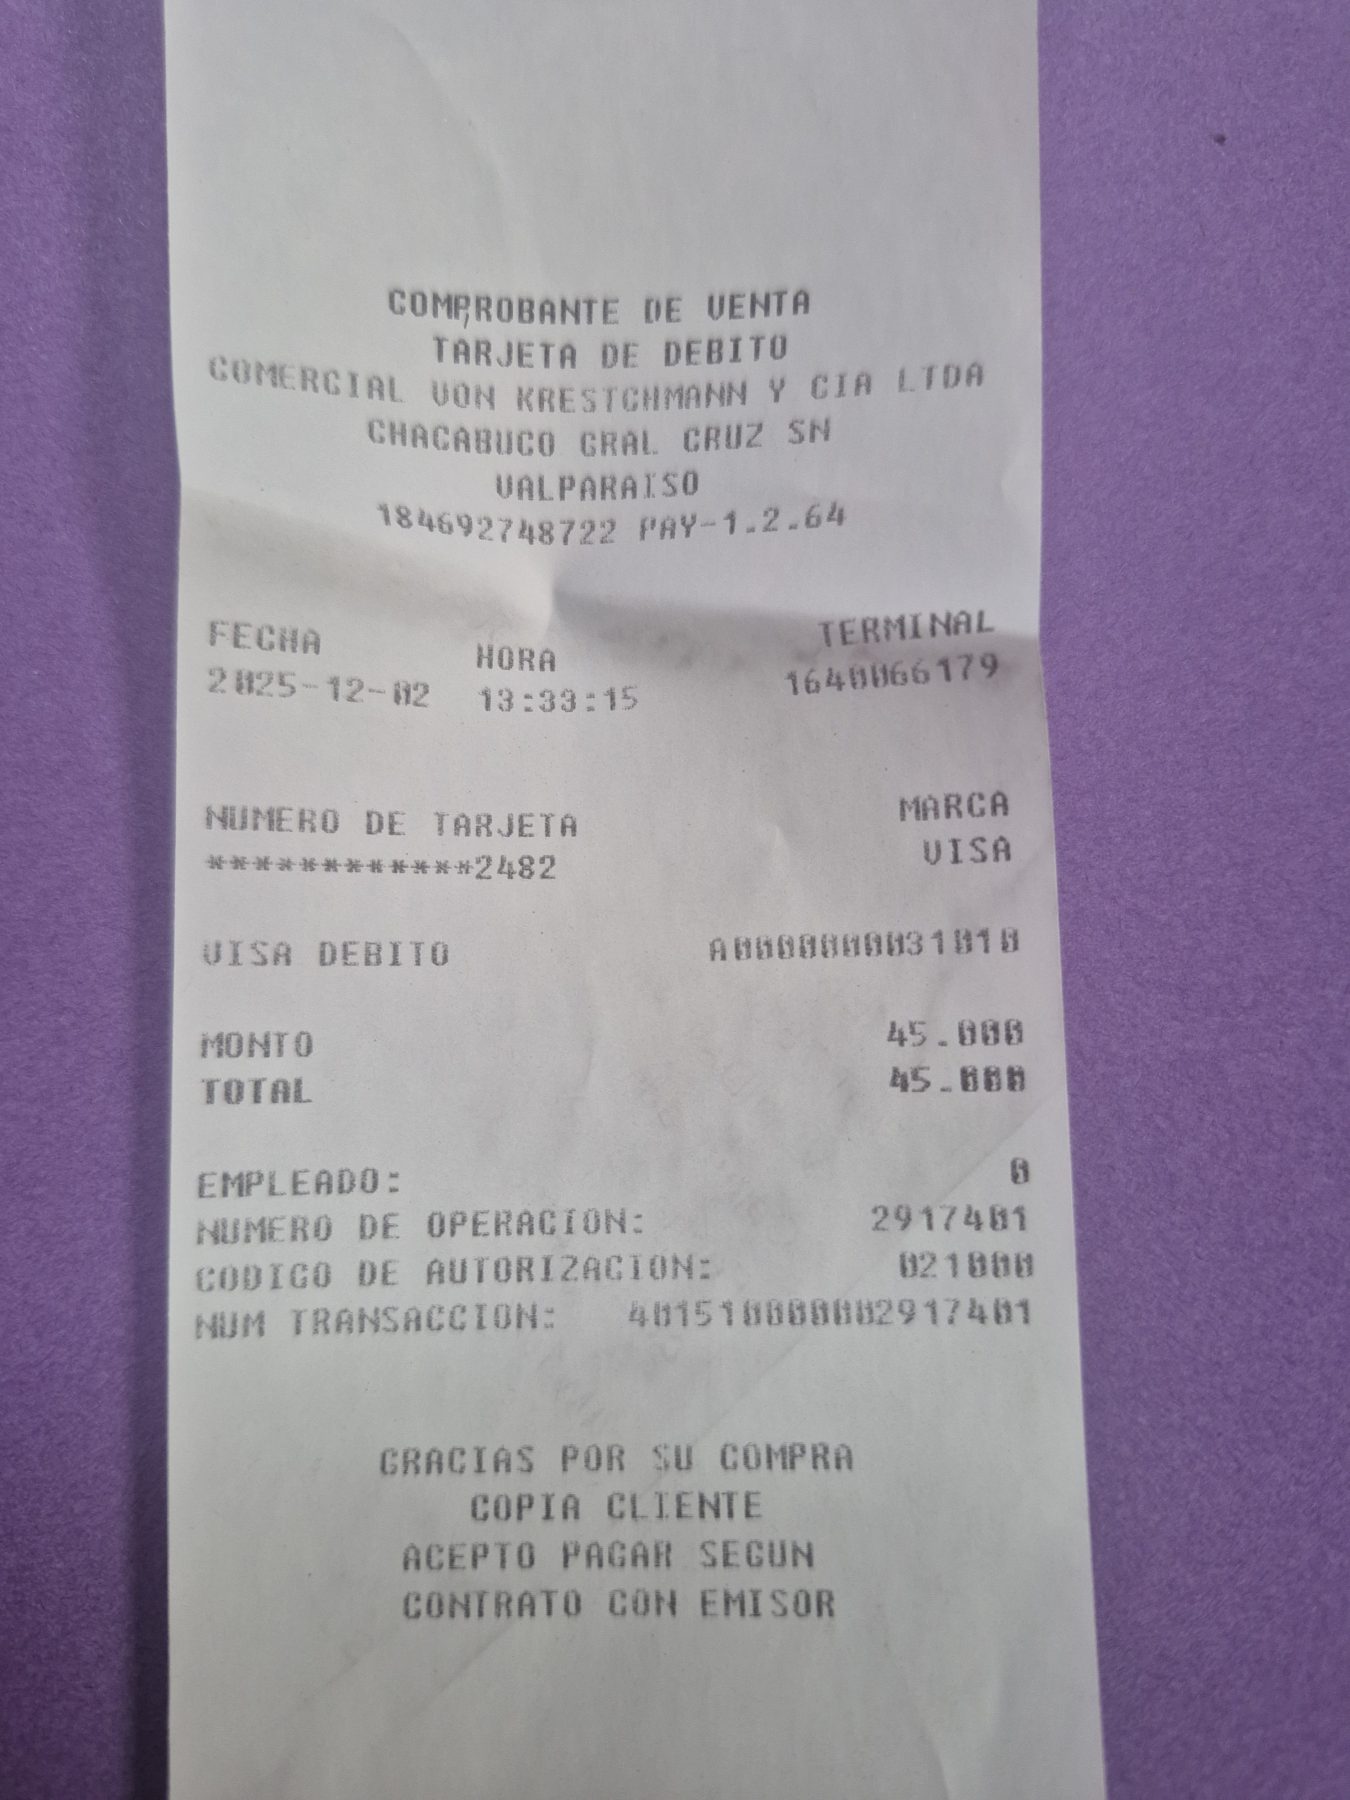 COMPROBANTE DE VENTA
TARJETA DE DEBITO
COMERCIAL VON KRESTCHMANN Y CIA LTDA
CHACABUCO GRAL CRUZ SN
VALPARAISO
184692748722 PAY-1.2.64
FECHA HORA TERMINAL
2025-12-02 13:33:15 1640066179
NUMERO DE TARJETA MARCA
************2482 VISA
VISA DEBITO A0000000031010
MONTO 45.000
TOTAL 45.000
EMPLEADO: 0
NUMERO DE OPERACION: 2917401
CODIGO DE AUTORIZACION: 021000
NUM TRANSACCION: 401510000002917401
GRACIAS POR SU COMPRA
COPIA CLIENTE
ACEPTO PAGAR SEGUN
CONTRATO CON EMISOR